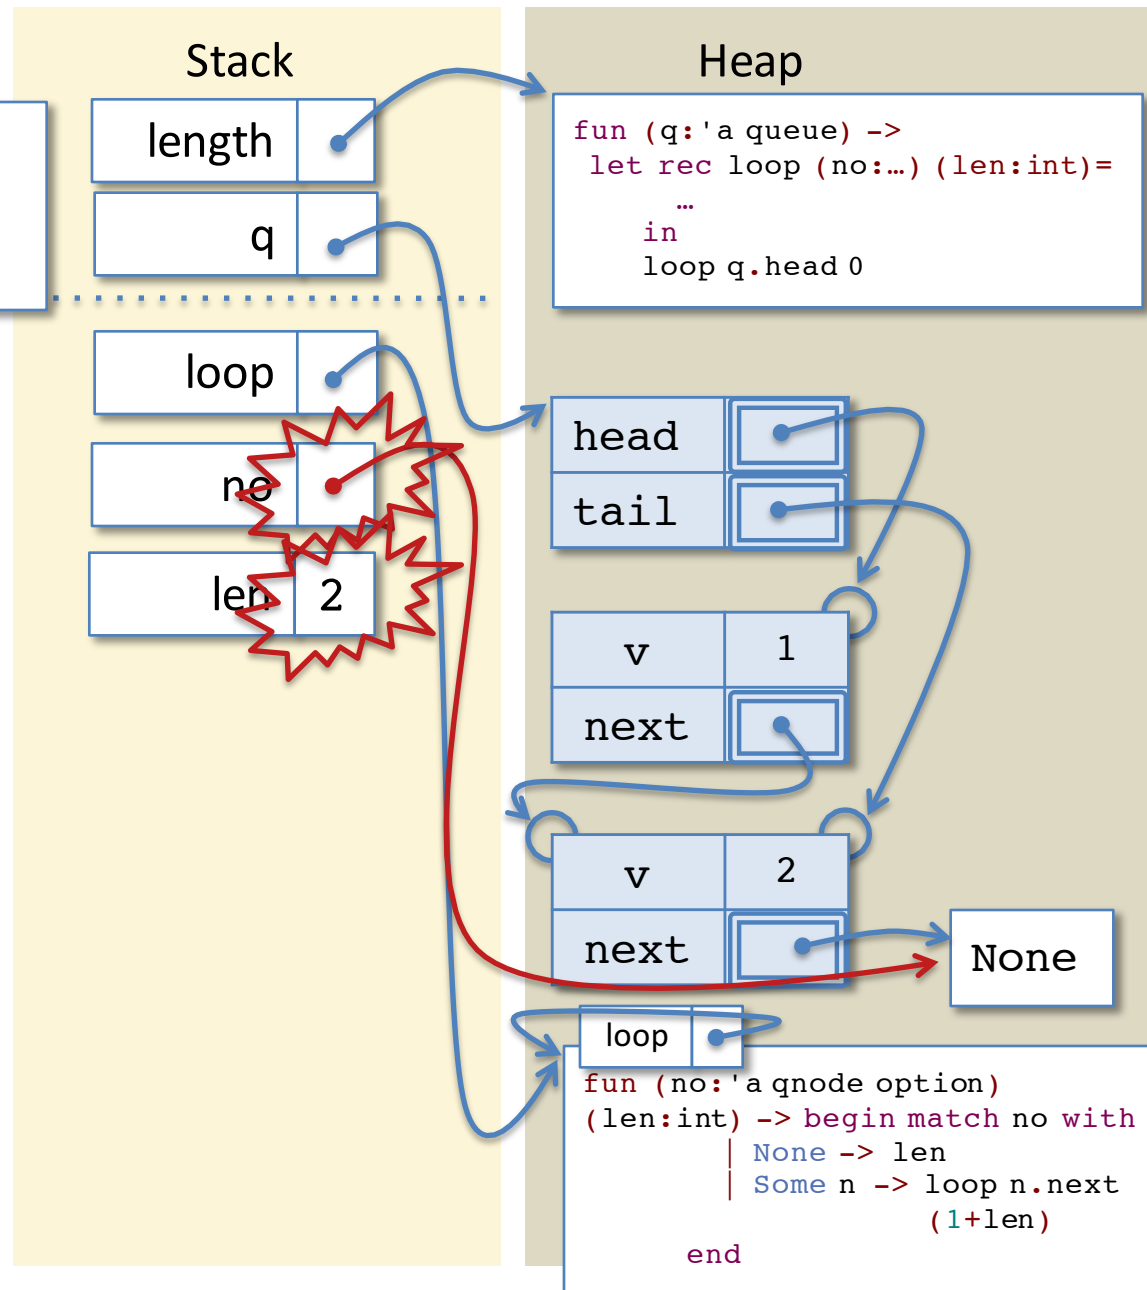 Stack
Heap
length
fun (q:'a queue) ->
let rec loop (no:…) (len:int)=
…
in
loop q.head 0
q
loop
no
len 2
head
tail
v 1
next
v 2
next
None
loop
fun (no:'a qnode option)
(len:int) -> begin match no with
| None -> len
| Some n -> loop n.next
(1+len)
end